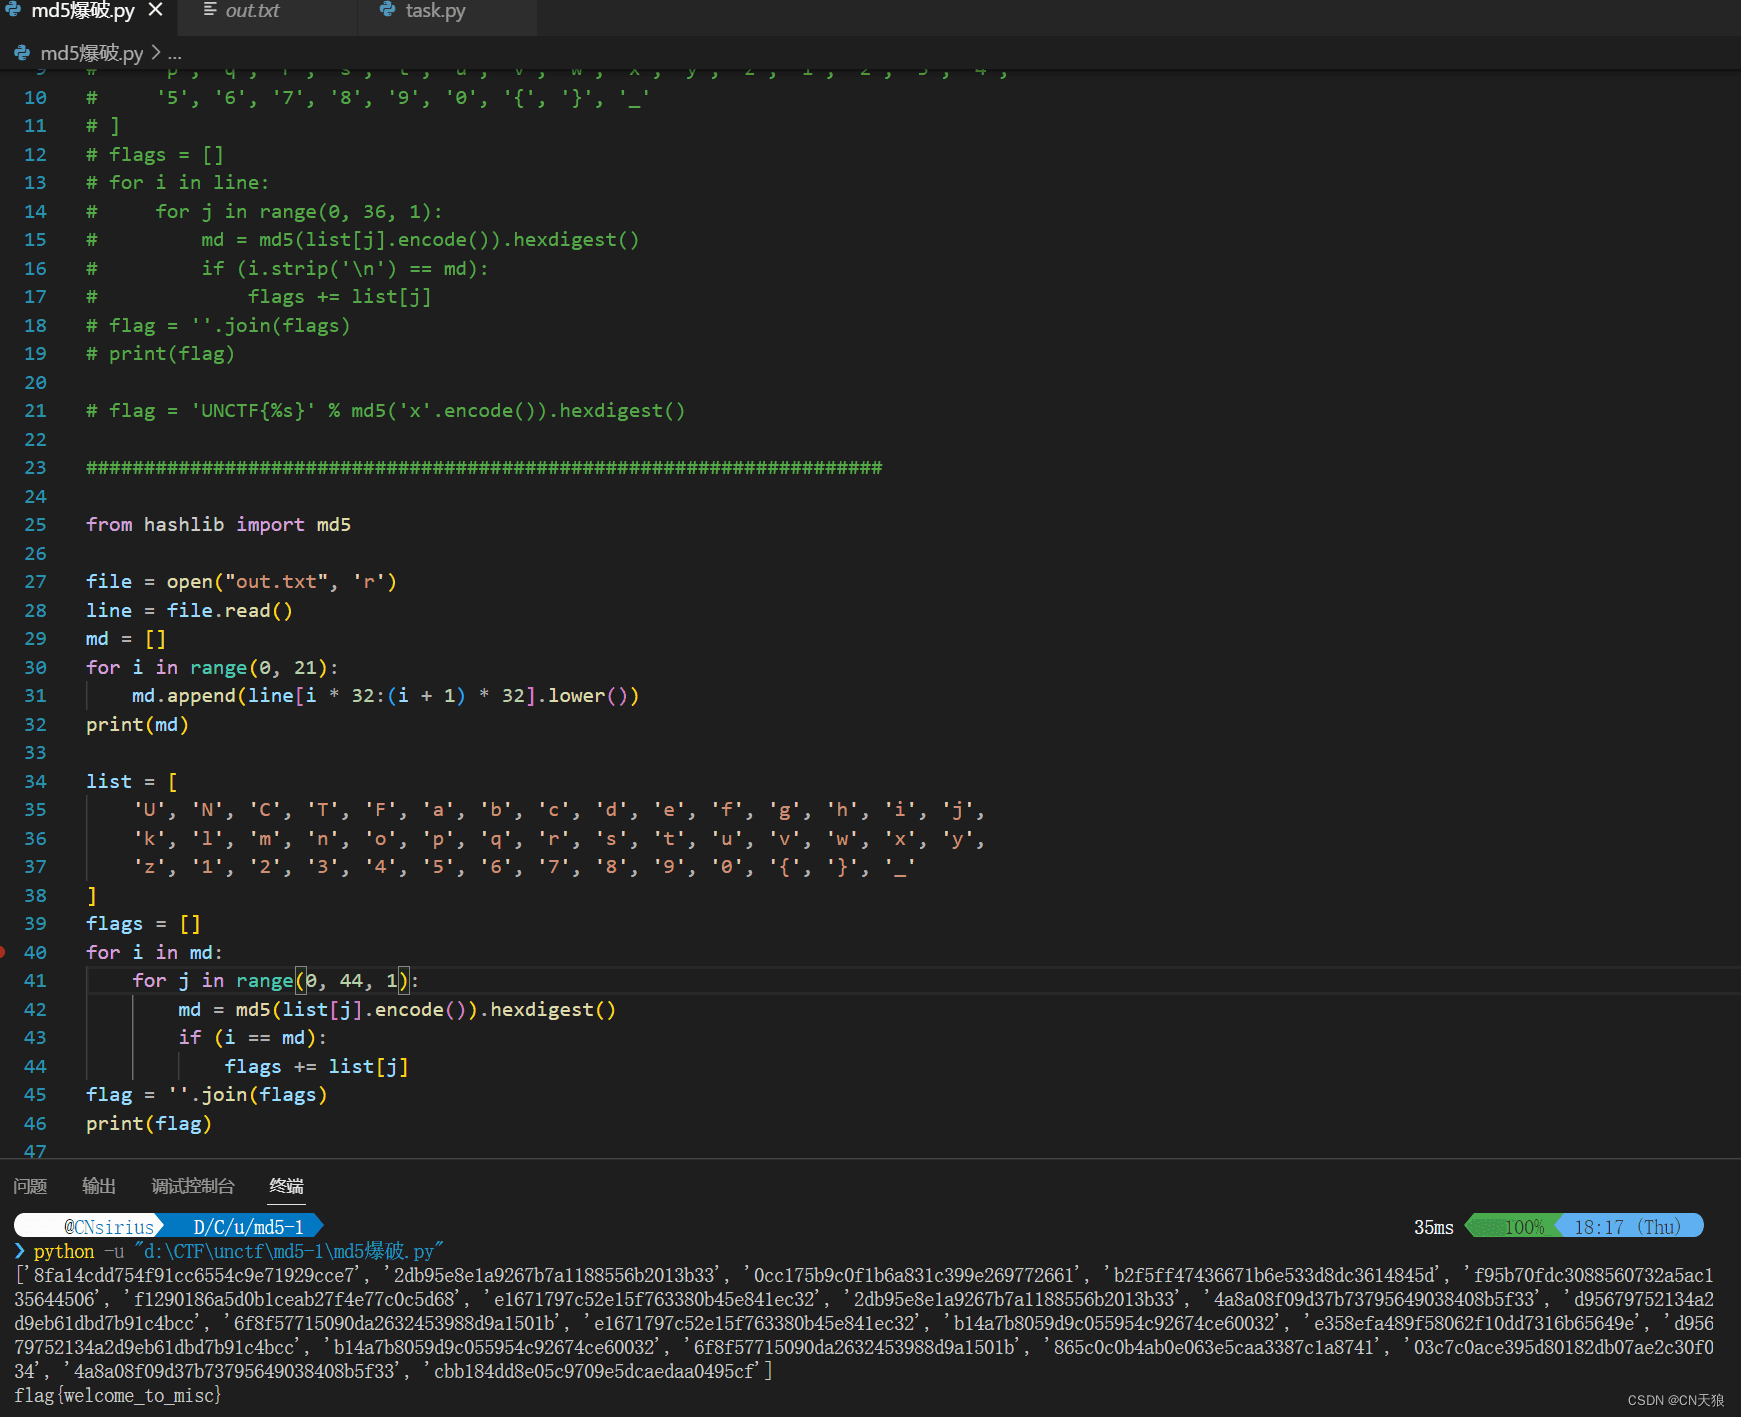 md5爆破.py ×
out.txt
task.py
md5爆破.py > ...
9 # 'p', 'q', 'r', 's', 't', 'u', 'v', 'w', 'x', 'y', 'z', '1', '2', '3', '4',
10 #     '5', '6', '7', '8', '9', '0', '{', '}', '_'
11 # ]
12 # flags = []
13 # for i in line:
14 #     for j in range(0, 36, 1):
15 #         md = md5(list[j].encode()).hexdigest()
16 #         if (i.strip('\n') == md):
17 #             flags += list[j]
18 # flag = ''.join(flags)
19 # print(flag)
20
21 # flag = 'UNCTF{%s}' % md5('x'.encode()).hexdigest()
22
23 #####################################################################
24
25 from hashlib import md5
26
27 file = open("out.txt", 'r')
28 line = file.read()
29 md = []
30 for i in range(0, 21):
31     md.append(line[i * 32:(i + 1) * 32].lower())
32 print(md)
33
34 list = [
35     'U', 'N', 'C', 'T', 'F', 'a', 'b', 'c', 'd', 'e', 'f', 'g', 'h', 'i', 'j',
36     'k', 'l', 'm', 'n', 'o', 'p', 'q', 'r', 's', 't', 'u', 'v', 'w', 'x', 'y',
37     'z', '1', '2', '3', '4', '5', '6', '7', '8', '9', '0', '{', '}', '_'
38 ]
39 flags = []
40 for i in md:
41     for j in range(0, 44, 1):
42         md = md5(list[j].encode()).hexdigest()
43         if (i == md):
44             flags += list[j]
45 flag = ''.join(flags)
46 print(flag)
47
问题 输出 调试控制台 终端
@CNsirius D/C/u/md5-1 35ms 100% 18:17 (Thu)
❯ python -u "d:\CTF\unctf\md5-1\md5爆破.py"
['8fa14cdd754f91cc6554c9e71929cce7', '2db95e8e1a9267b7a1188556b2013b33', '0cc175b9c0f1b6a831c399e269772661', 'b2f5ff47436671b6e533d8dc3614845d', 'f95b70fdc3088560732a5ac1
35644506', 'f1290186a5d0b1ceab27f4e77c0c5d68', 'e1671797c52e15f763380b45e841ec32', '2db95e8e1a9267b7a1188556b2013b33', '4a8a08f09d37b73795649038408b5f33', 'd95679752134a2
d9eb61dbd7b91c4bcc', '6f8f57715090da2632453988d9a1501b', 'e1671797c52e15f763380b45e841ec32', 'b14a7b8059d9c055954c92674ce60032', 'e358efa489f58062f10dd7316b65649e', 'd956
79752134a2d9eb61dbd7b91c4bcc', 'b14a7b8059d9c055954c92674ce60032', '6f8f57715090da2632453988d9a1501b', '865c0c0b4ab0e063e5caa3387c1a8741', '03c7c0ace395d80182db07ae2c30f0
34', '4a8a08f09d37b73795649038408b5f33', 'cbb184dd8e05c9709e5dcaedaa0495cf']
flag{welcome_to_misc}
CSDN @CN天狼